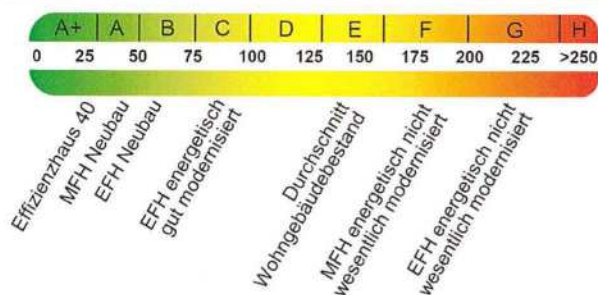 A+ A B C D E F G H
0 25 50 75 100 125 150 175 200 225 >250
Effizienzhaus 40
MFH Neubau
EFH Neubau
EFH energetisch
gut modernisiert
Durchschnitt
Wohngebäudebestand
MFH energetisch nicht
wesentlich modernisiert
EFH energetisch nicht
wesentlich modernisiert